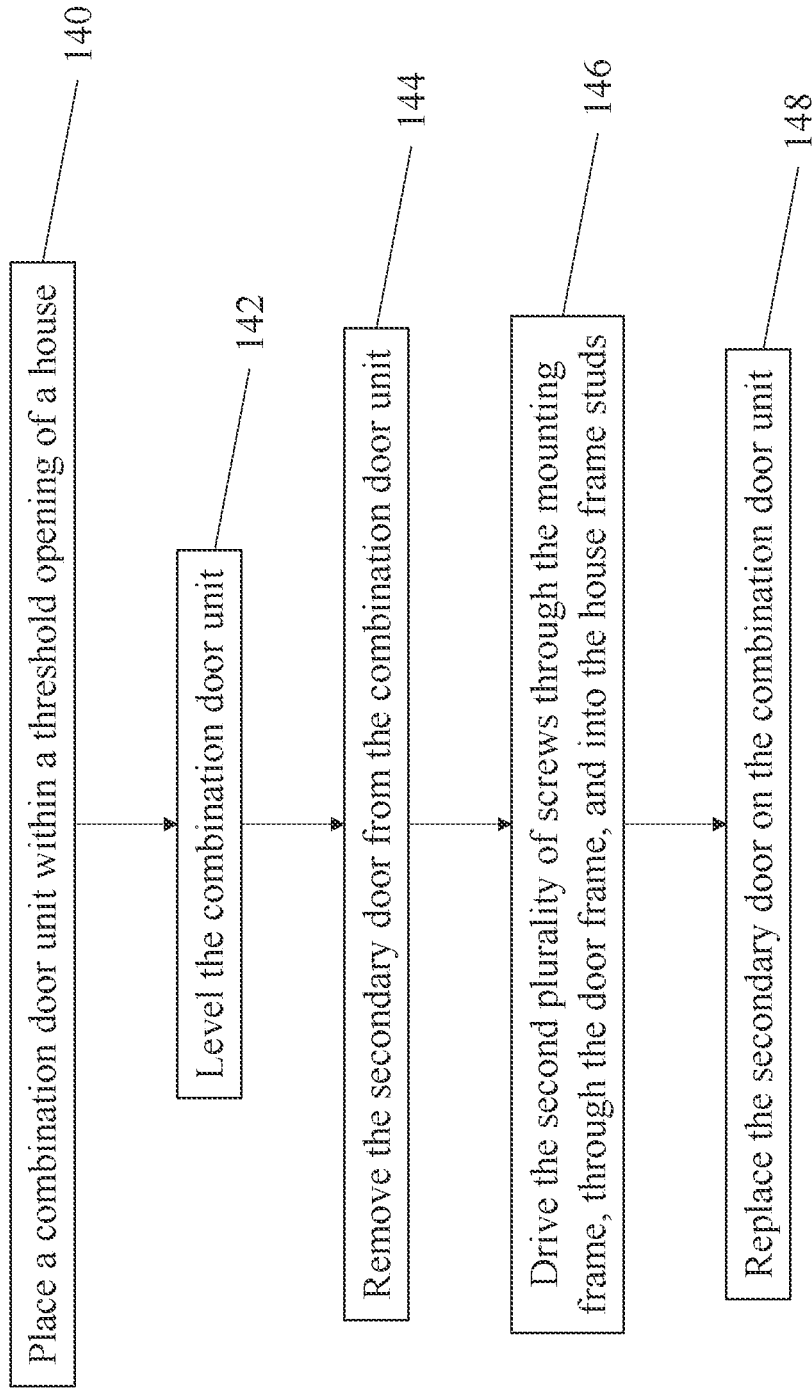 Place a combination door unit within a threshold opening of a house
140
Level the combination door unit
142
Remove the secondary door from the combination door unit
144
Drive the second plurality of screws through the mounting
frame, through the door frame, and into the house frame studs
146
Replace the secondary door on the combination door unit
148